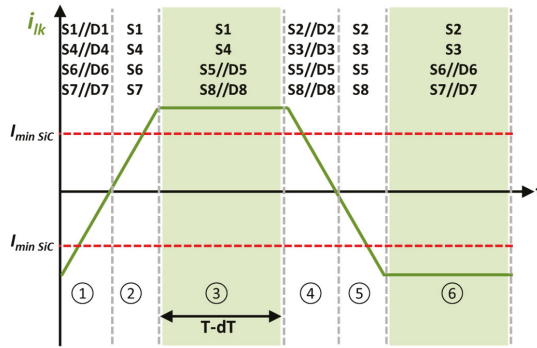 i_lk
S1//D1 S1 S1 S2//D2 S2 S2
S4//D4 S4 S4 S3//D3 S3 S3
S6//D6 S6 S5//D5 S5//D5 S5 S6//D6
S7//D7 S7 S8//D8 S8//D8 S8 S7//D7
I_min SiC
I_min SiC
① ② ③ ④ ⑤ ⑥
T-dT